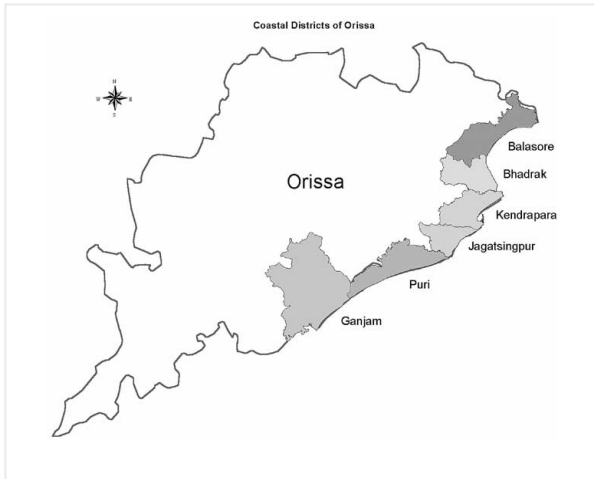 Coastal Districts of Orissa
N
W E
S
Balasore
Bhadrak
Orissa
Kendrapara
Jagatsingpur
Puri
Ganjam